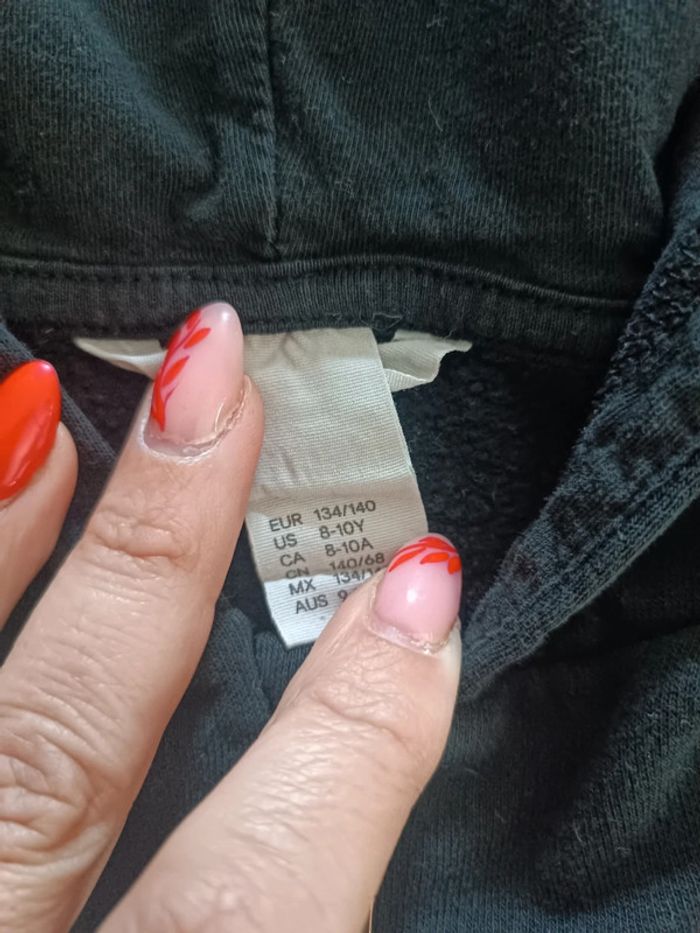 EUR 134/140
US 8-10Y
CA 8-10A
CN 140/68
MX 134/1
AUS 9